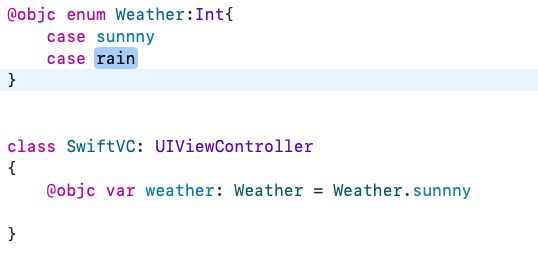 @objc enum Weather:Int{
    case sunnny
    case rain
}
class SwiftVC: UIViewController
{
    @objc var weather: Weather = Weather.sunnny
}